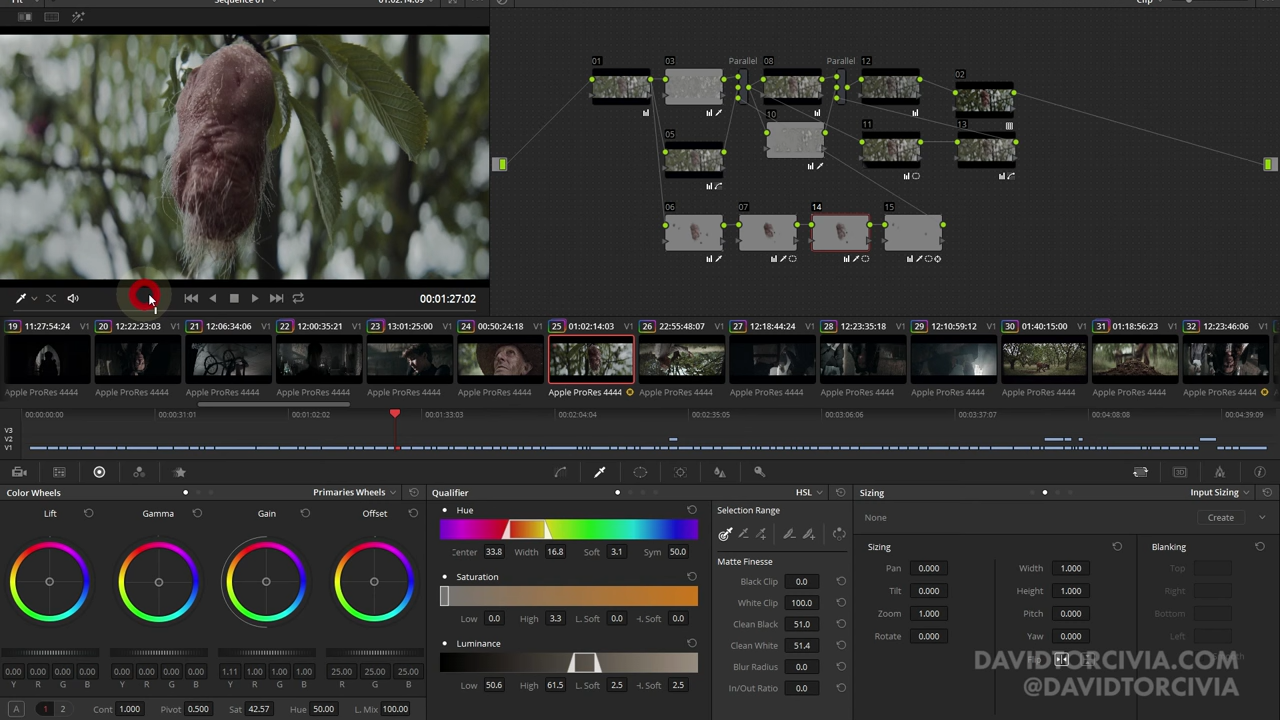 Fit Sequence 01 01:02:14:09 Clip
01 03 Parallel 08 Parallel 12 02
10
05 11 13
06 07 14 15
00:01:27:02
19 11:27:54:24 V1 20 12:22:23:03 V1 21 12:06:34:06 V1 22 12:00:35:21 V1 23 13:01:25:00 V1 24 00:50:24:18 V1 25 01:02:14:03 V1 26 22:55:48:07 V1 27 12:18:44:24 V1 28 12:23:35:18 V1 29 12:10:59:12 V1 30 01:40:15:00 V1 31 01:18:56:23 V1 32 12:23:46:06 V1
Apple ProRes 4444 Apple ProRes 4444 Apple ProRes 4444 Apple ProRes 4444 Apple ProRes 4444 Apple ProRes 4444 Apple ProRes 4444 Apple ProRes 4444 Apple ProRes 4444 Apple ProRes 4444 Apple ProRes 4444 Apple ProRes 4444 Apple ProRes 4444 Apple ProRes 4444
00:00:00:00 00:00:31:01 00:01:02:02 00:01:33:03 00:02:04:04 00:02:35:05 00:03:06:06 00:03:37:07 00:04:08:08 00:04:39:09
V3
V2
V1
Color Wheels Primaries Wheels Qualifier HSL Sizing Input Sizing
Lift Gamma Gain Offset
Hue
Center 33.8 Width 16.8 Soft 3.1 Sym 50.0
Saturation
Low 0.0 High 3.3 L. Soft 0.0 H. Soft 0.0
Luminance
Low 50.6 High 61.5 L. Soft 2.5 H. Soft 2.5
Selection Range
Matte Finesse
Black Clip 0.0
White Clip 100.0
Clean Black 51.0
Clean White 51.4
Blur Radius 0.0
In/Out Ratio 0.0
None Create
Sizing Blanking
Pan 0.000 Width 1.000 Top
Tilt 0.000 Height 1.000 Right
Zoom 1.000 Pitch 0.000 Bottom
Rotate 0.000 Yaw 0.000 Left
Flip Smooth
0.00 0.00 0.00 0.00 0.00 0.00 0.00 0.00 1.11 1.00 1.00 1.00 25.00 25.00 25.00
Y R G B Y R G B Y R G B R G B
A 1 2 Cont 1.000 Pivot 0.500 Sat 42.57 Hue 50.00 L. Mix 100.00
DAVIDTORCIVIA.COM
@DAVIDTORCIVIA